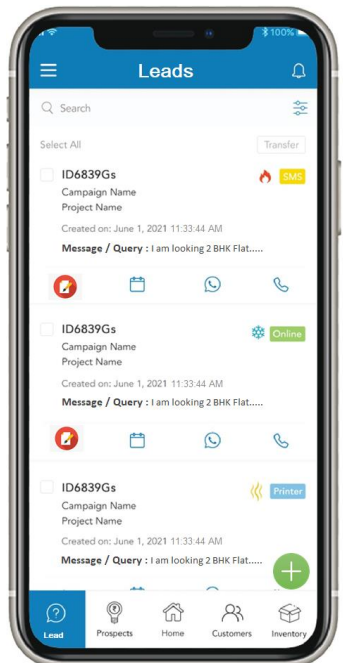 100%
Leads
Search
Select All
Transfer
ID6839Gs
SMS
Campaign Name
Project Name
Created on: June 1, 2021 11:33:44 AM
Message / Query : I am looking 2 BHK Flat.....
ID6839Gs
Online
Campaign Name
Project Name
Created on: June 1, 2021 11:33:44 AM
Message / Query : I am looking 2 BHK Flat.....
ID6839Gs
Printer
Campaign Name
Project Name
Created on: June 1, 2021 11:33:44 AM
Message / Query : I am looking 2 BHK Flat.....
Lead Prospects Home Customers Inventory